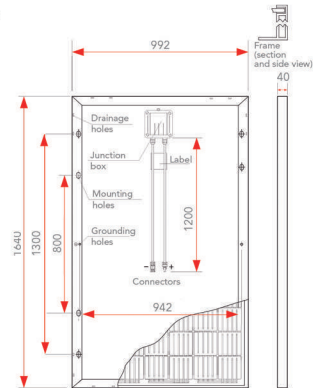 992
Frame
(section
and side view)
40
Drainage
holes
Junction
box
Label
Mounting
holes
Grounding
holes
1640
1300
800
1200
- +
Connectors
942